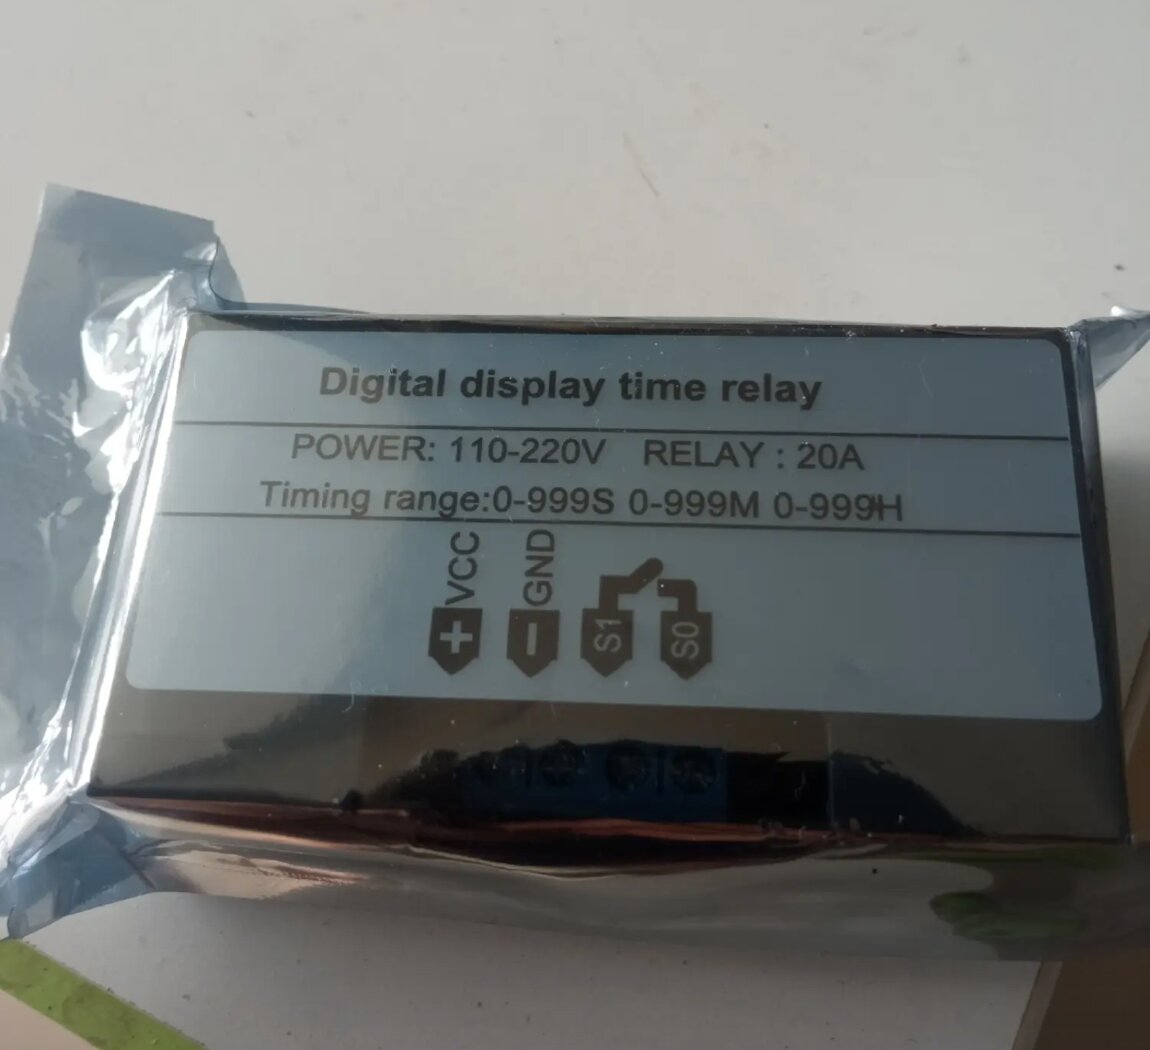 Digital display time relay
POWER: 110-220V RELAY : 20A
Timing range:0-999S 0-999M 0-999H
VCC GND
+ − S1 S0